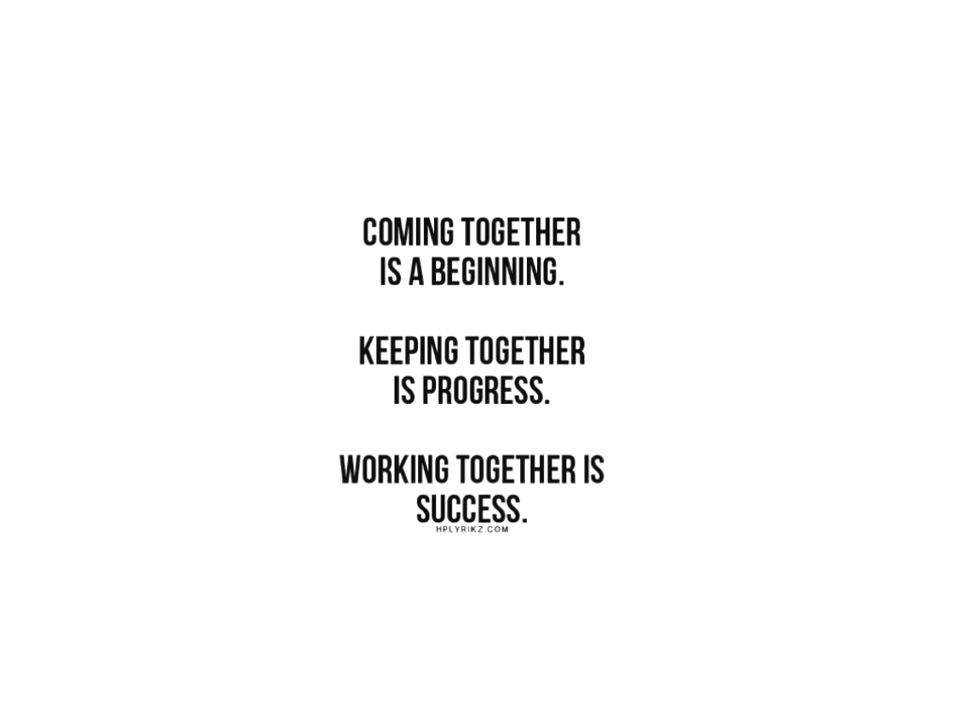 COMING TOGETHER
IS A BEGINNING.
KEEPING TOGETHER
IS PROGRESS.
WORKING TOGETHER IS
SUCCESS.
HPLYRIKZ.COM